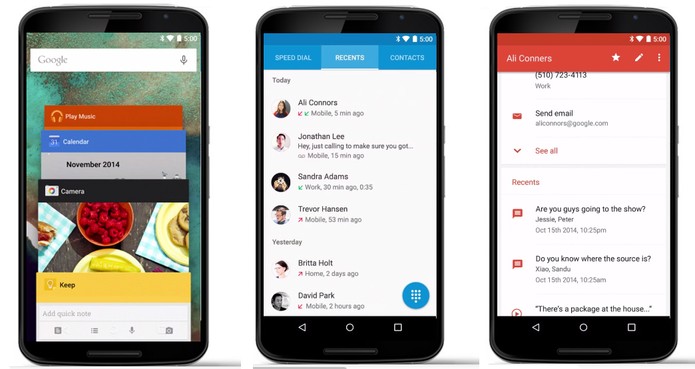 5:00
Google
Play Music
Calendar
31
November 2014
Camera
Keep
Add quick note
5:00
SPEED DIAL
RECENTS
CONTACTS
Today
Ali Connors
Mobile, 5 min ago
Jonathan Lee
Hey, just calling to make sure you got...
Mobile, 15 min ago
Sandra Adams
Work, 30 min ago, 0:35
Trevor Hansen
Mobile, 53 min ago
Yesterday
Britta Holt
Home, 2 days ago
David Park
Mobile, 2 hours ago
5:00
Ali Conners
(510) 723-4113
Work
Send email
aliconnors@google.com
See all
Recents
Are you guys going to the show?
Jessie, Peter
Oct 15th 2014, 10:25pm
Do you know where the source is?
Xiao, Sandu
Oct 15th 2014, 10:25am
"There's a package at the house..."